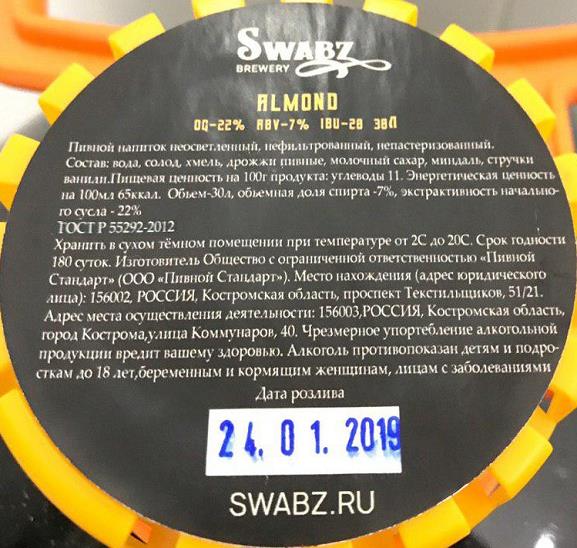 SWABZ
BREWERY
ALMOND
OG-22% ABV-7% IBU-28 30Л
Пивной напиток неосветленный, нефильтрованный, непастеризованный.
Состав: вода, солод, хмель, дрожжи пивные, молочный сахар, миндаль, стручки
ванили.Пищевая ценность на 100г продукта: углеводы 11. Энергетическая ценность
на 100мл 65ккал. Объем-30л, объемная доля спирта -7%, экстрактивность начально-
го сусла - 22%
ГОСТ Р 55292-2012
Хранить в сухом тёмном помещении при температуре от 2С до 20С. Срок годности
180 суток. Изготовитель Общество с ограниченной ответственностью «Пивной
Стандарт» (ООО «Пивной Стандарт»). Место нахождения (адрес юридического
лица): 156002, РОССИЯ, Костромская область, проспект Текстильщиков, 51/21.
Адрес места осуществления деятельности: 156003,РОССИЯ, Костромская область,
город Кострома,улица Коммунаров, 40. Чрезмерное упортебление алкогольной
продукции вредит вашему здоровью. Алкоголь противопоказан детям и подро-
сткам до 18 лет,беременным и кормящим женщинам, лицам с заболеваниями
Дата розлива
24. 01. 2019
SWABZ.RU